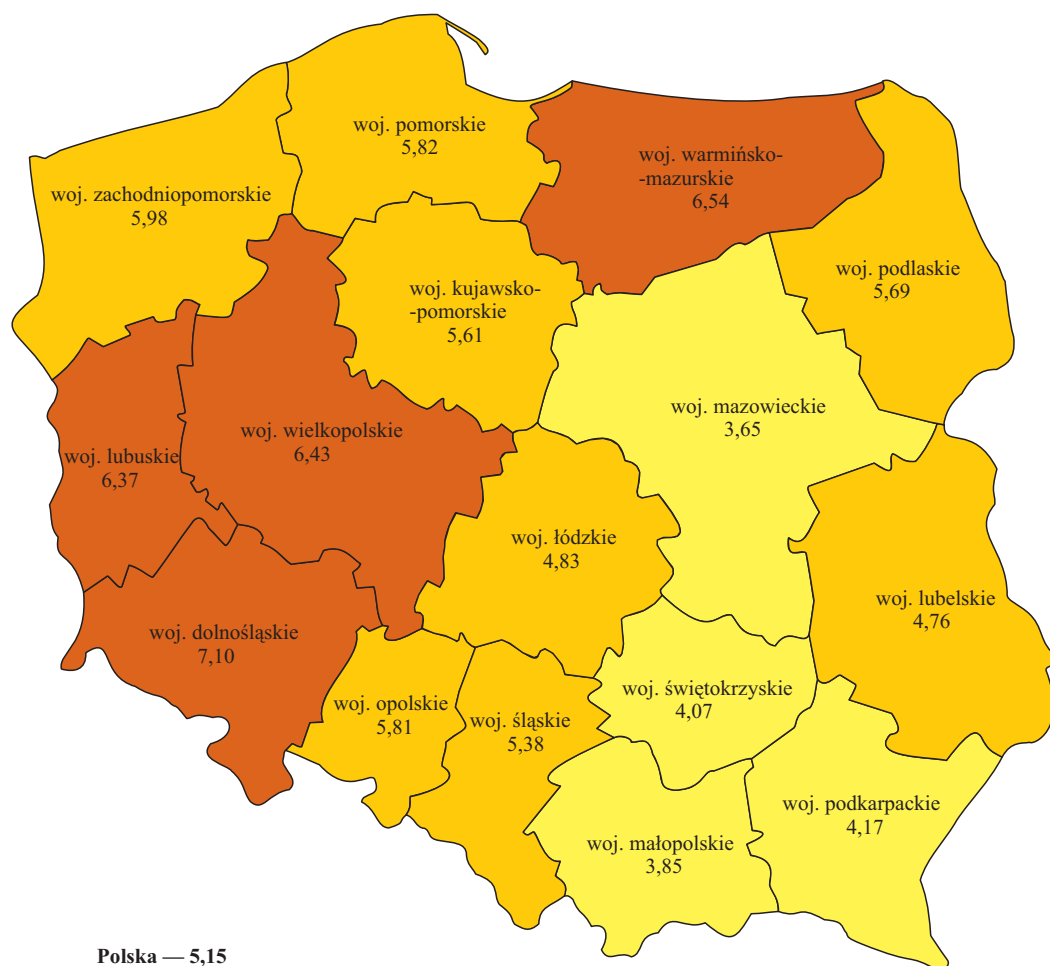 woj. pomorskie
5,82
woj. warmińsko-
-mazurskie
6,54
woj. zachodniopomorskie
5,98
woj. podlaskie
5,69
woj. kujawsko-
-pomorskie
5,61
woj. mazowieckie
3,65
woj. wielkopolskie
6,43
woj. lubuskie
6,37
woj. łódzkie
4,83
woj. lubelskie
4,76
woj. dolnośląskie
7,10
woj. świętokrzyskie
4,07
woj. opolskie
5,81
woj. śląskie
5,38
woj. podkarpackie
4,17
woj. małopolskie
3,85
Polska — 5,15